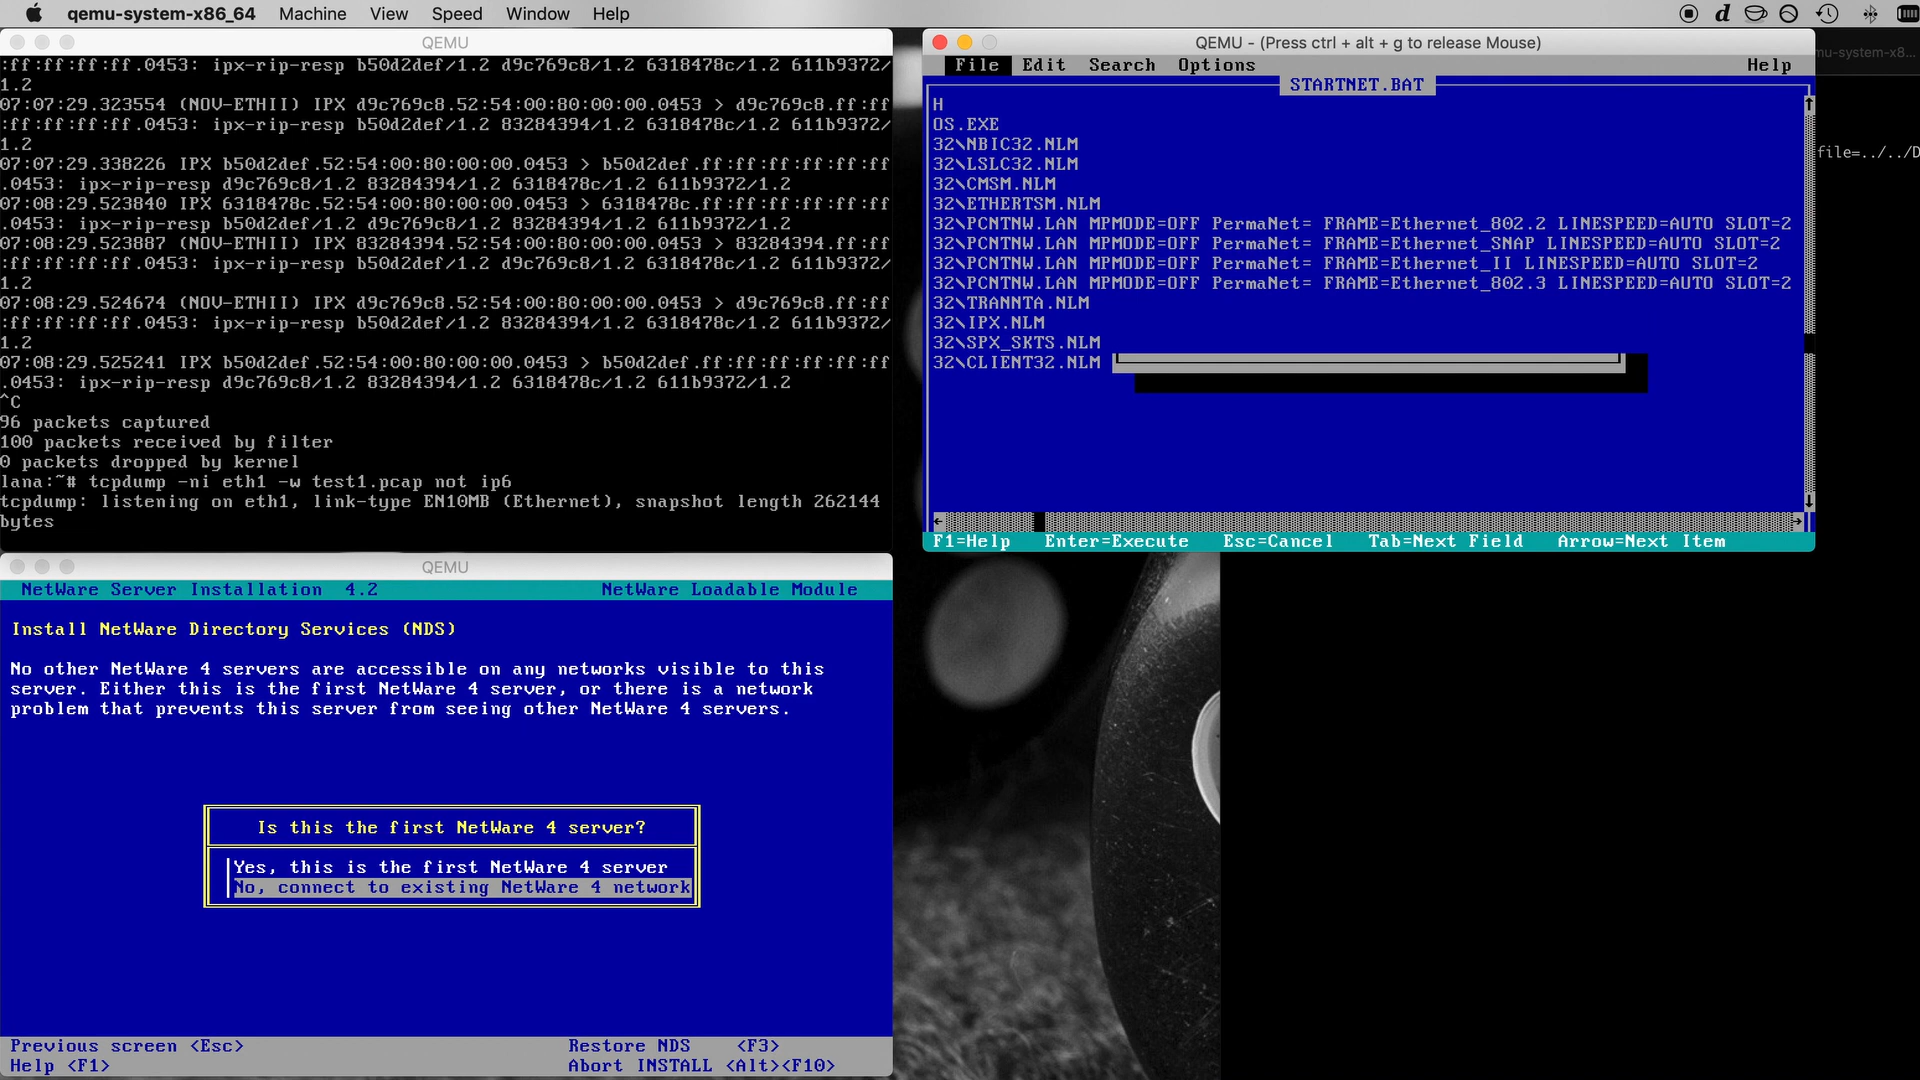 qemu-system-x86_64 Machine View Speed Window Help
QEMU
:ff:ff:ff:ff.0453: ipx-rip-resp b50d2def/1.2 d9c769c8/1.2 6318478c/1.2 611b9372/
1.2
07:07:29.323554 (NOV-ETHII) IPX d9c769c8.52:54:00:80:00:00.0453 > d9c769c8.ff:ff
:ff:ff:ff:ff.0453: ipx-rip-resp b50d2def/1.2 83284394/1.2 6318478c/1.2 611b9372/
1.2
07:07:29.338226 IPX b50d2def.52:54:00:80:00:00.0453 > b50d2def.ff:ff:ff:ff:ff:ff
.0453: ipx-rip-resp d9c769c8/1.2 83284394/1.2 6318478c/1.2 611b9372/1.2
07:08:29.523840 IPX 6318478c.52:54:00:80:00:00.0453 > 6318478c.ff:ff:ff:ff:ff:ff
.0453: ipx-rip-resp b50d2def/1.2 d9c769c8/1.2 83284394/1.2 611b9372/1.2
07:08:29.523887 (NOV-ETHII) IPX 83284394.52:54:00:80:00:00.0453 > 83284394.ff:ff
:ff:ff:ff:ff.0453: ipx-rip-resp b50d2def/1.2 d9c769c8/1.2 6318478c/1.2 611b9372/
1.2
07:08:29.524674 (NOV-ETHII) IPX d9c769c8.52:54:00:80:00:00.0453 > d9c769c8.ff:ff
:ff:ff:ff:ff.0453: ipx-rip-resp b50d2def/1.2 83284394/1.2 6318478c/1.2 611b9372/
1.2
07:08:29.525241 IPX b50d2def.52:54:00:80:00:00.0453 > b50d2def.ff:ff:ff:ff:ff:ff
.0453: ipx-rip-resp d9c769c8/1.2 83284394/1.2 6318478c/1.2 611b9372/1.2
^C
96 packets captured
100 packets received by filter
0 packets dropped by kernel
lana:~# tcpdump -ni eth1 -w test1.pcap not ip6
tcpdump: listening on eth1, link-type EN10MB (Ethernet), snapshot length 262144
bytes
QEMU - (Press ctrl + alt + g to release Mouse)
File Edit Search Options Help
STARTNET.BAT
H
OS.EXE
32\NBIC32.NLM
32\LSLC32.NLM
32\CMSM.NLM
32\ETHERTSM.NLM
32\PCNTNW.LAN MPMODE=OFF PermaNet= FRAME=Ethernet_802.2 LINESPEED=AUTO SLOT=2
32\PCNTNW.LAN MPMODE=OFF PermaNet= FRAME=Ethernet_SNAP LINESPEED=AUTO SLOT=2
32\PCNTNW.LAN MPMODE=OFF PermaNet= FRAME=Ethernet_II LINESPEED=AUTO SLOT=2
32\PCNTNW.LAN MPMODE=OFF PermaNet= FRAME=Ethernet_802.3 LINESPEED=AUTO SLOT=2
32\TRANNTA.NLM
32\IPX.NLM
32\SPX_SKTS.NLM
32\CLIENT32.NLM
F1=Help Enter=Execute Esc=Cancel Tab=Next Field Arrow=Next Item
mu-system-x8...
file=../../D
QEMU
NetWare Server Installation 4.2 NetWare Loadable Module
Install NetWare Directory Services (NDS)
No other NetWare 4 servers are accessible on any networks visible to this
server. Either this is the first NetWare 4 server, or there is a network
problem that prevents this server from seeing other NetWare 4 servers.
Is this the first NetWare 4 server?
Yes, this is the first NetWare 4 server
No, connect to existing NetWare 4 network
Previous screen <Esc> Restore NDS <F3>
Help <F1> Abort INSTALL <Alt><F10>